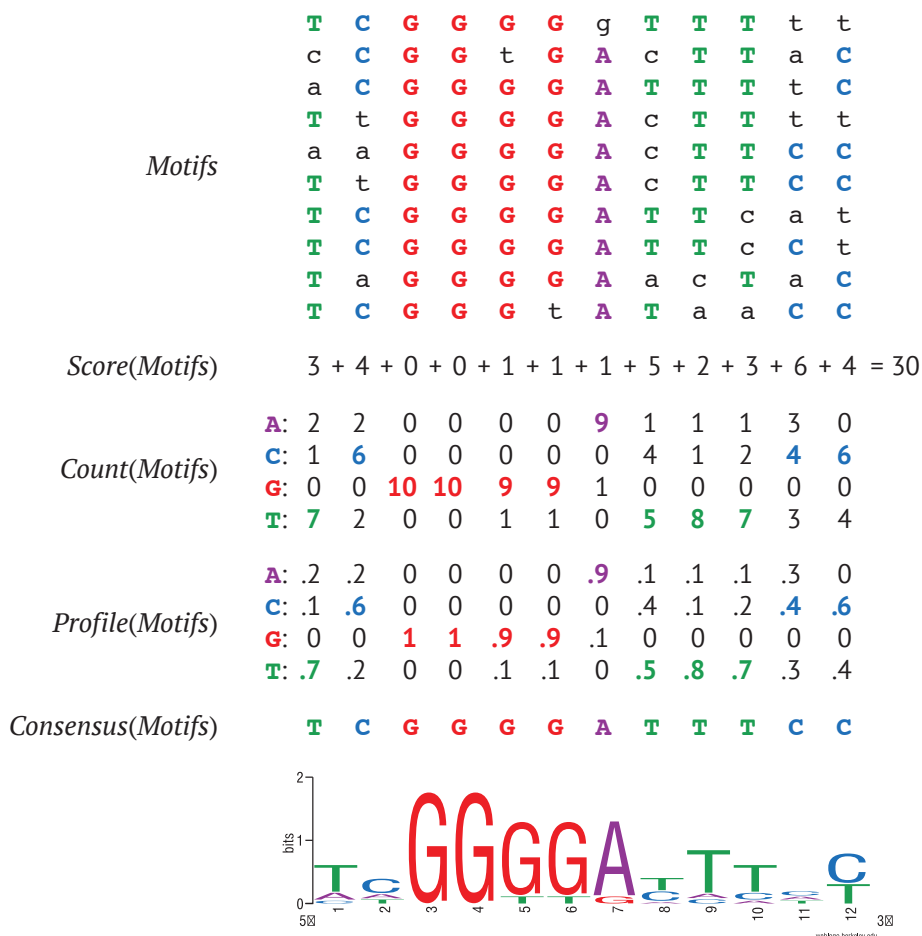 T C G G G G g T T T t t
c C G G t G A c T T a C
a C G G G G A T T T t C
T t G G G G A c T T t t
Motifs
a a G G G G A c T T C C
T t G G G G A c T T C C
T C G G G G A T T c a t
T C G G G G A T T c C t
T a G G G G A a c T a C
T C G G G t A T a a C C
Score(Motifs) 3 + 4 + 0 + 0 + 1 + 1 + 1 + 5 + 2 + 3 + 6 + 4 = 30
A: 2 2 0 0 0 0 9 1 1 1 3 0
Count(Motifs)
C: 1 6 0 0 0 0 0 4 1 2 4 6
G: 0 0 10 10 9 9 1 0 0 0 0 0
T: 7 2 0 0 1 1 0 5 8 7 3 4
A: .2 .2 0 0 0 0 .9 .1 .1 .1 .3 0
Profile(Motifs)
C: .1 .6 0 0 0 0 0 .4 .1 .2 .4 .6
G: 0 0 1 1 .9 .9 .1 0 0 0 0 0
T: .7 .2 0 0 .1 .1 0 .5 .8 .7 .3 .4
Consensus(Motifs) T C G G G G A T T T C C
2
bits
1
0
T A C
C A T
G
G
G T
G T
A G
T C A
T A C
T C A
C A T
C T
5 1 2 3 4 5 6 7 8 9 10 11 12 3